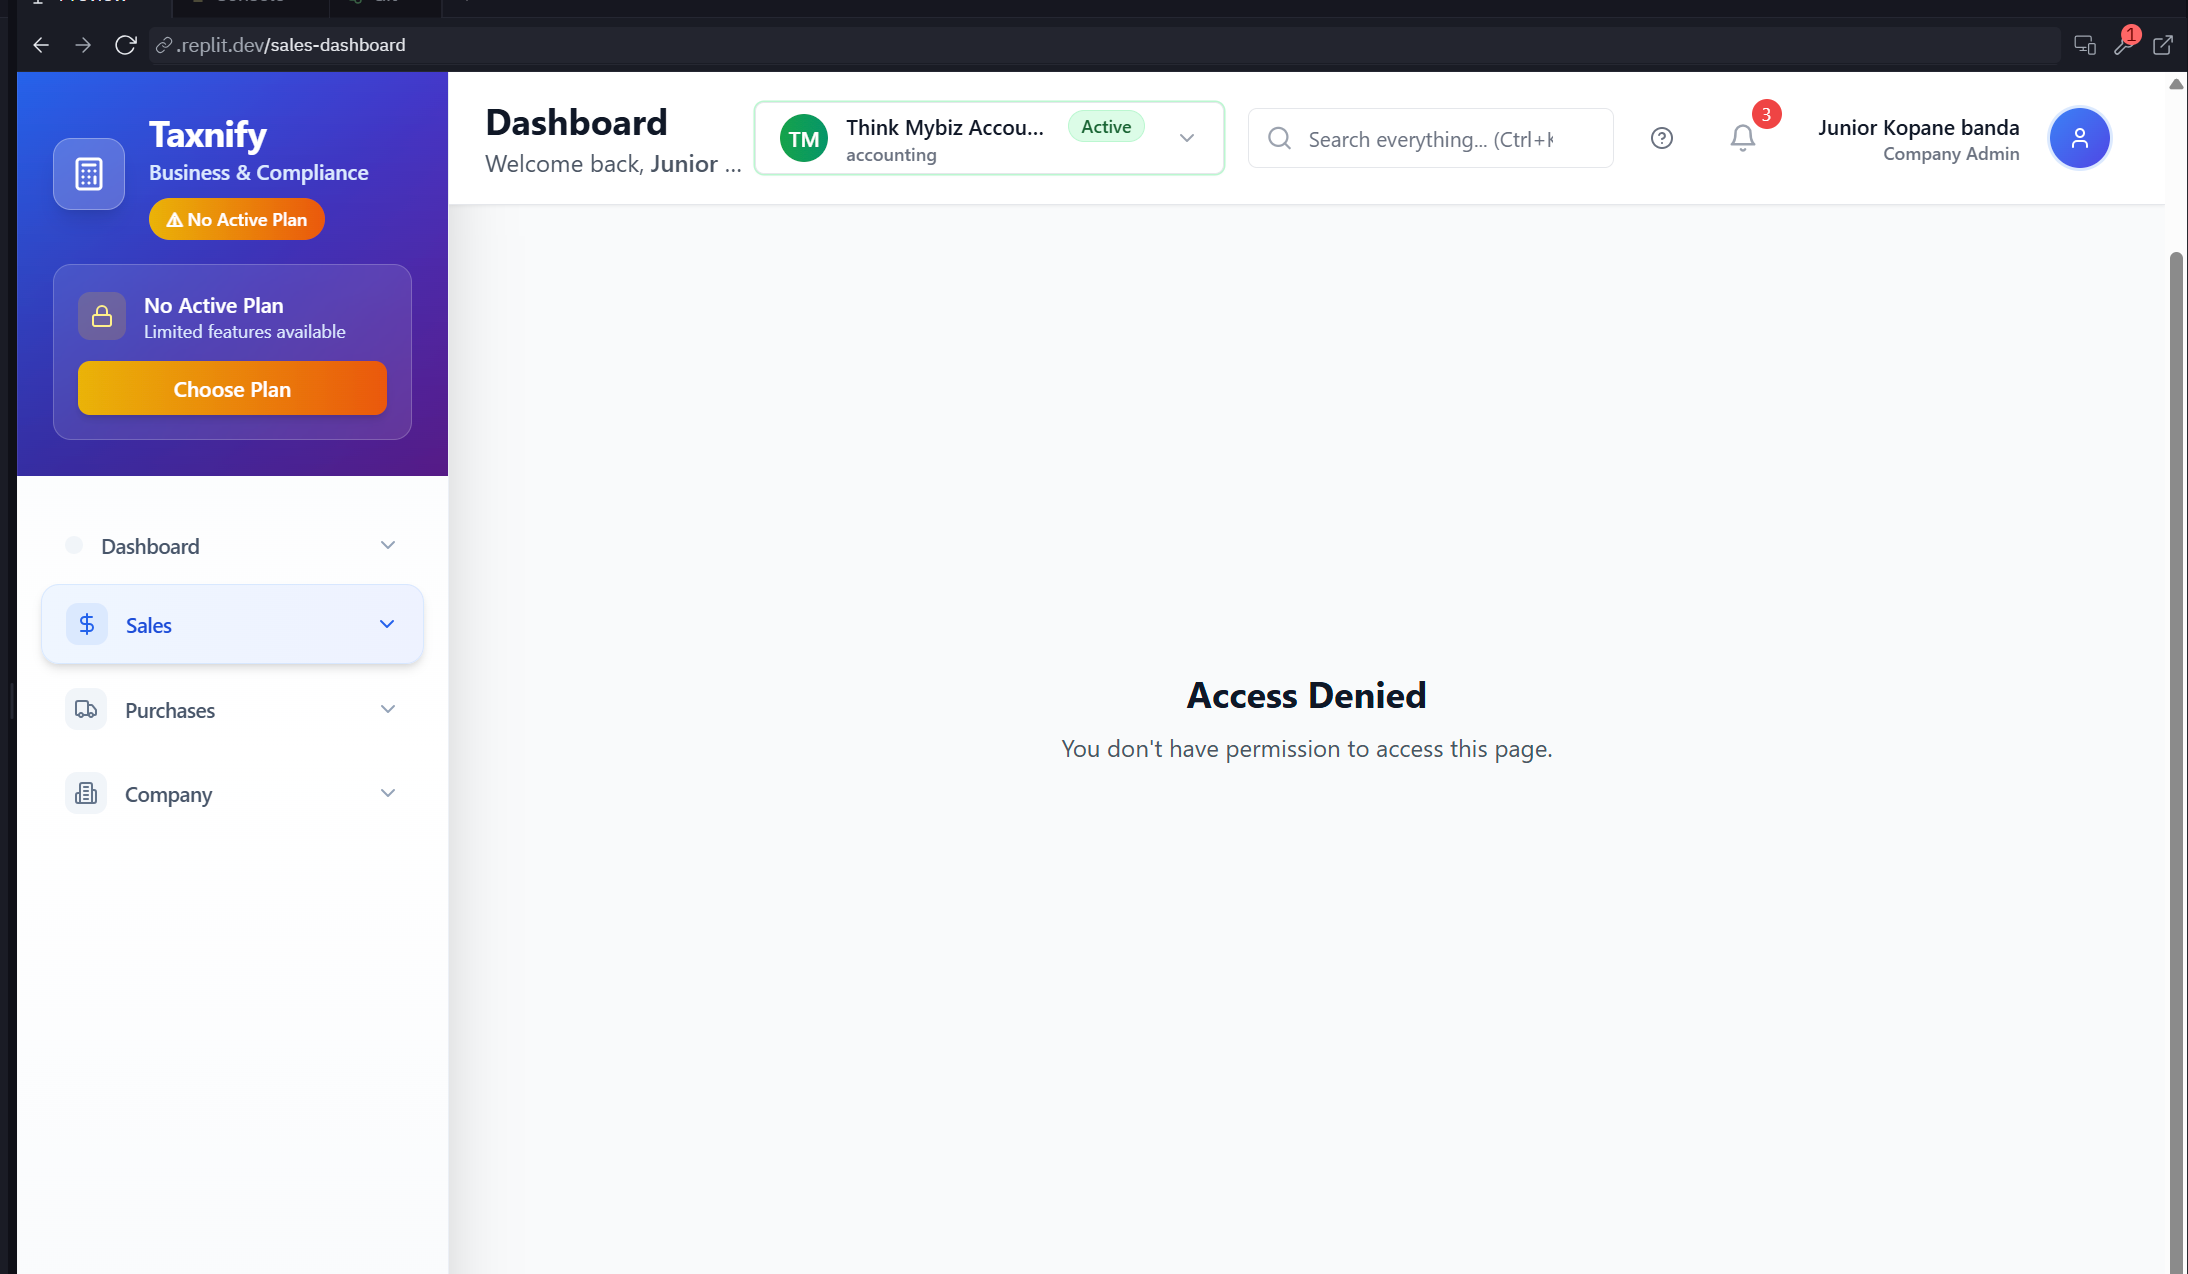 .replit.dev/sales-dashboard
1
Taxnify
Business & Compliance
⚠ No Active Plan
No Active Plan
Limited features available
Choose Plan
Dashboard
Sales
Purchases
Company
Dashboard
Welcome back, Junior ...
TM
Think Mybiz Accou...
accounting
Active
Search everything... (Ctrl+K
3
Junior Kopane banda
Company Admin
Access Denied
You don't have permission to access this page.